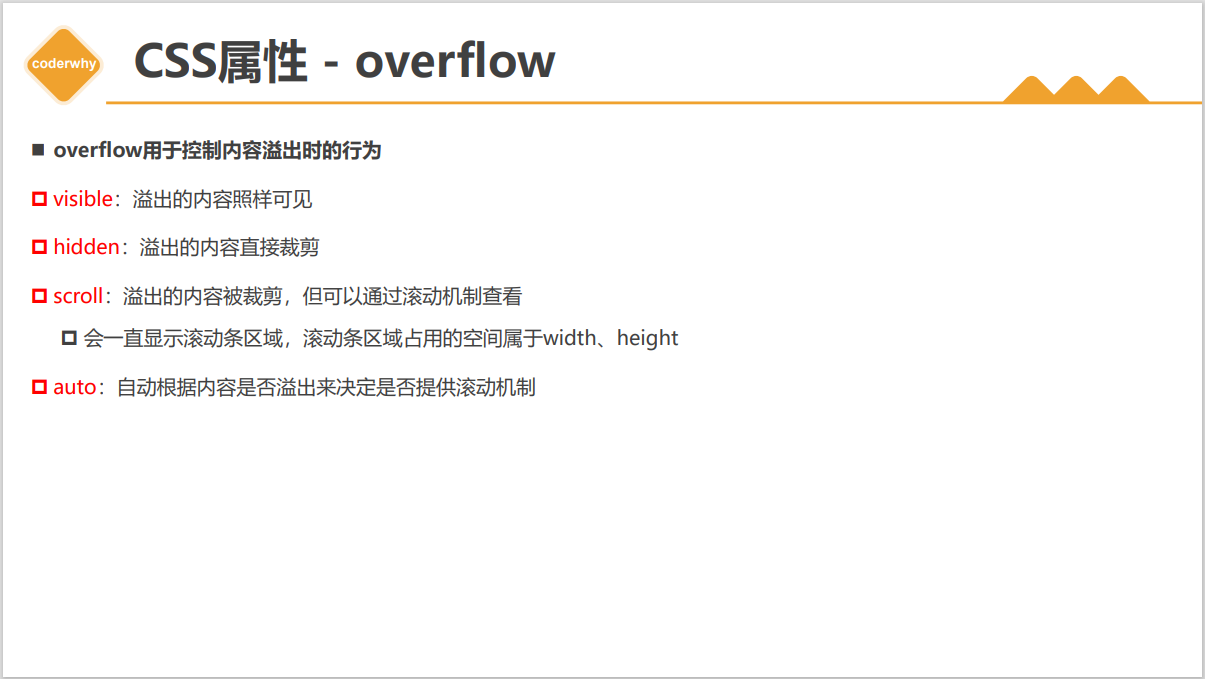 coderwhy
CSS属性 - overflow
overflow用于控制内容溢出时的行为
visible：溢出的内容照样可见
hidden：溢出的内容直接裁剪
scroll：溢出的内容被裁剪，但可以通过滚动机制查看
会一直显示滚动条区域，滚动条区域占用的空间属于width、height
auto：自动根据内容是否溢出来决定是否提供滚动机制